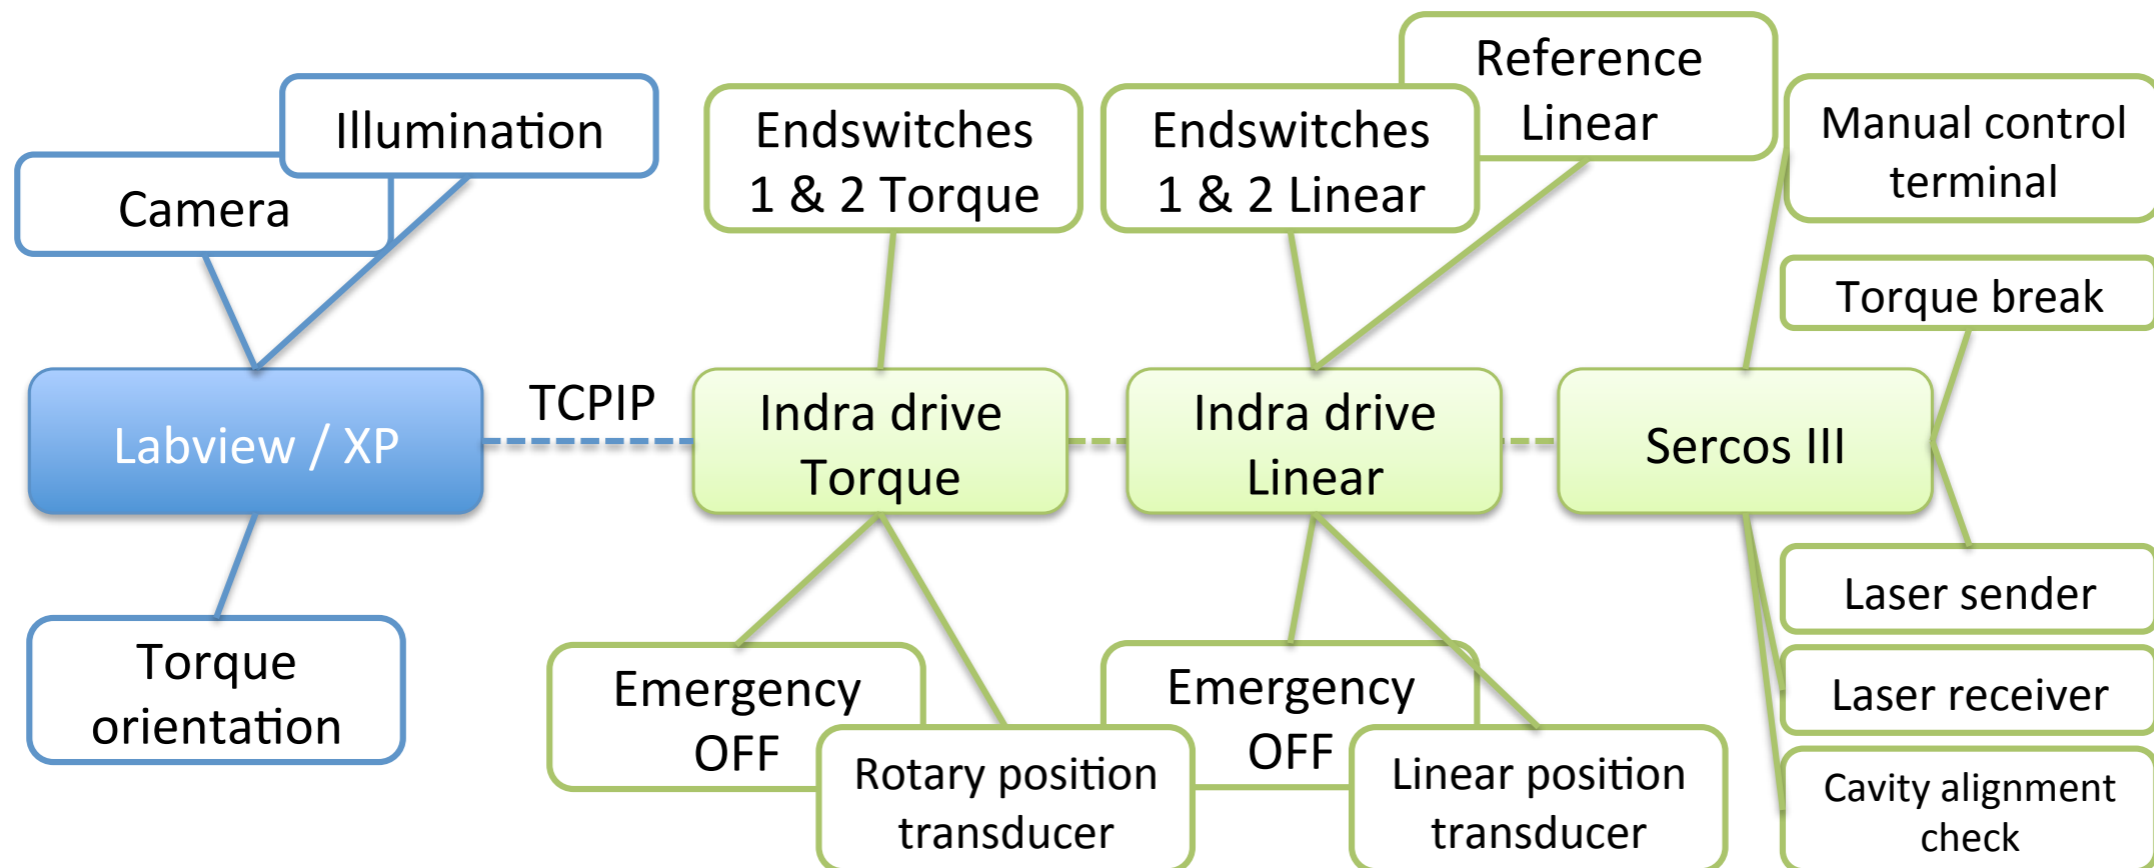 Reference
Linear
Illumination
Endswitches
1 & 2 Torque
Endswitches
1 & 2 Linear
Manual control
terminal
Camera
Torque break
TCPIP
Labview / XP
Indra drive
Torque
Indra drive
Linear
Sercos III
Laser sender
Torque
orientation
Emergency
OFF
Emergency
OFF
Laser receiver
Rotary position
transducer
Linear position
transducer
Cavity alignment
check